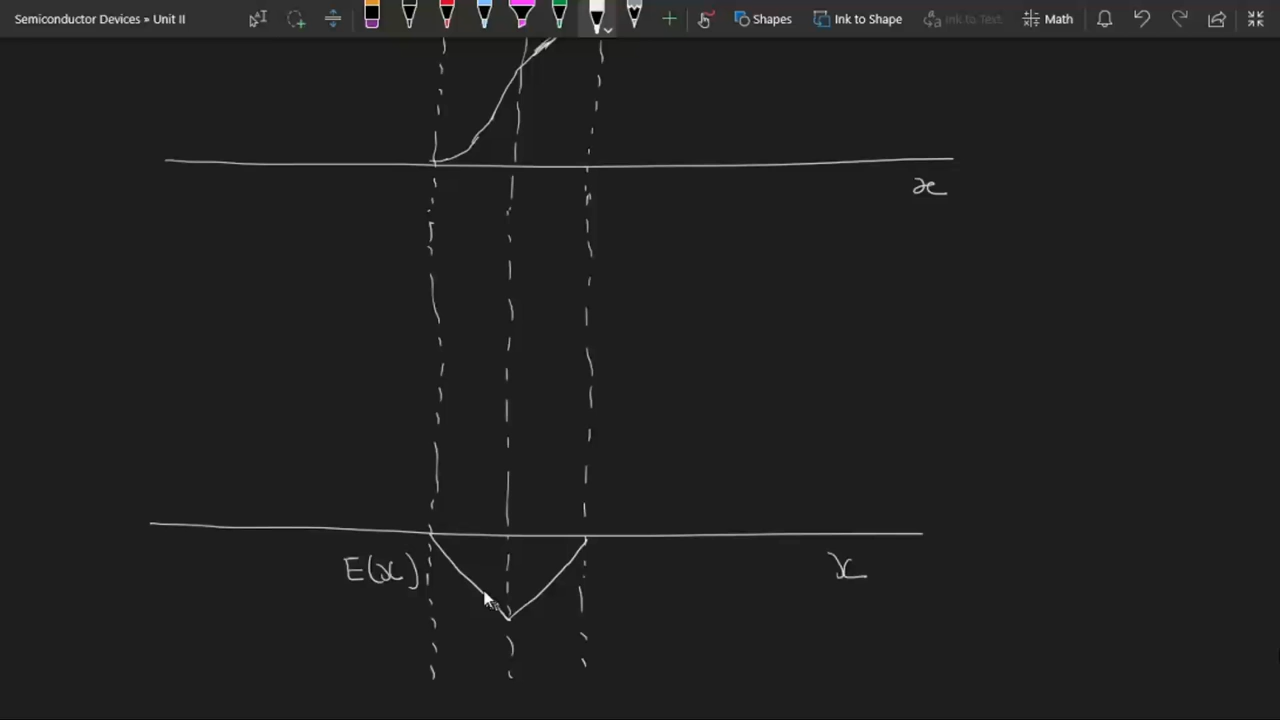 Semiconductor Devices » Unit II
Shapes
Ink to Shape
Ink to Text
Math
x
E(x)
x